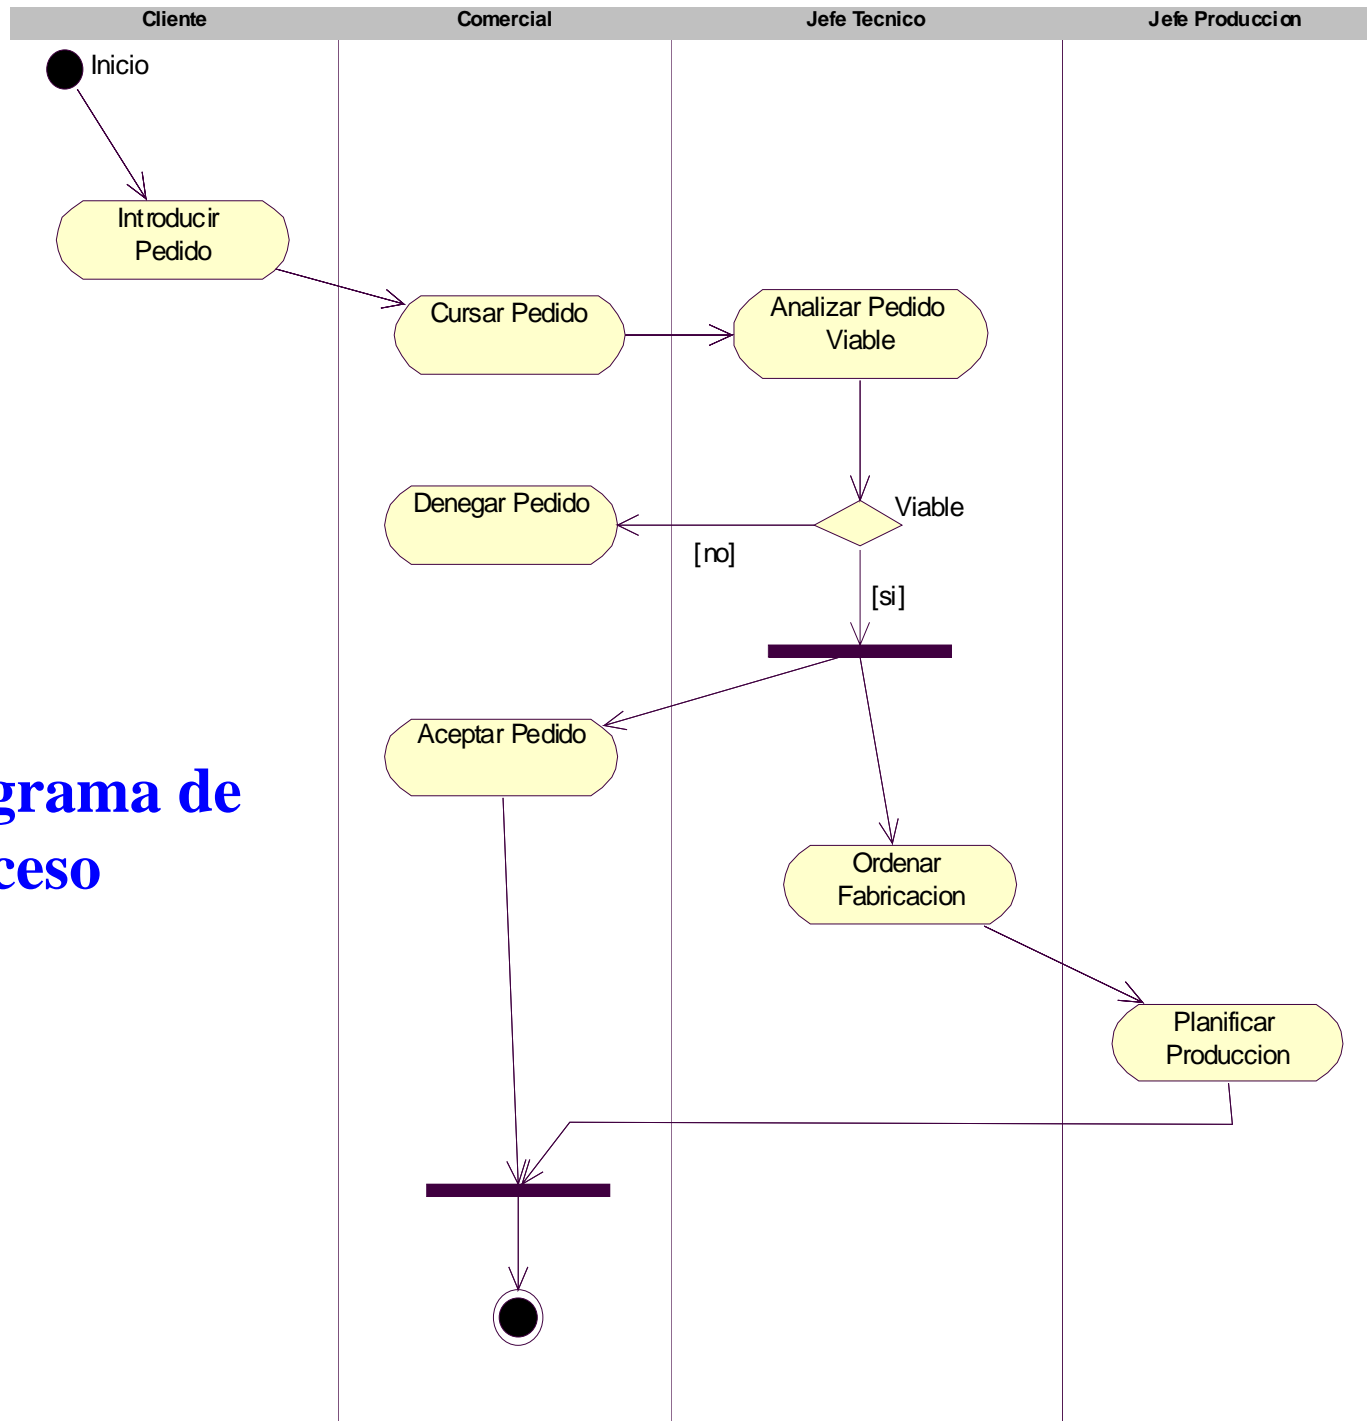 Cliente
Comercial
Jefe Tecnico
Jefe Produccion
Inicio
Introducir
Pedido
Cursar Pedido
Analizar Pedido
Viable
Denegar Pedido
Viable
[no]
[si]
Aceptar Pedido
grama de
ceso
Ordenar
Fabricacion
Planificar
Produccion